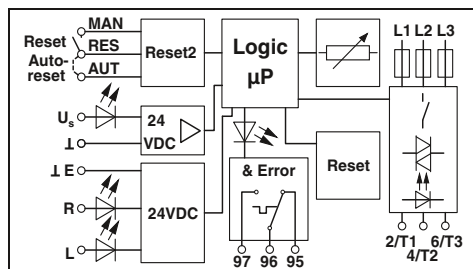 MAN
Reset
RES
Reset2
Auto-
reset
AUT
Logic
µP
L1 L2 L3
Us
24
VDC
⊥
⊥ E
R
24VDC
L
& Error
Reset
97 96 95
2/T1 6/T3
4/T2